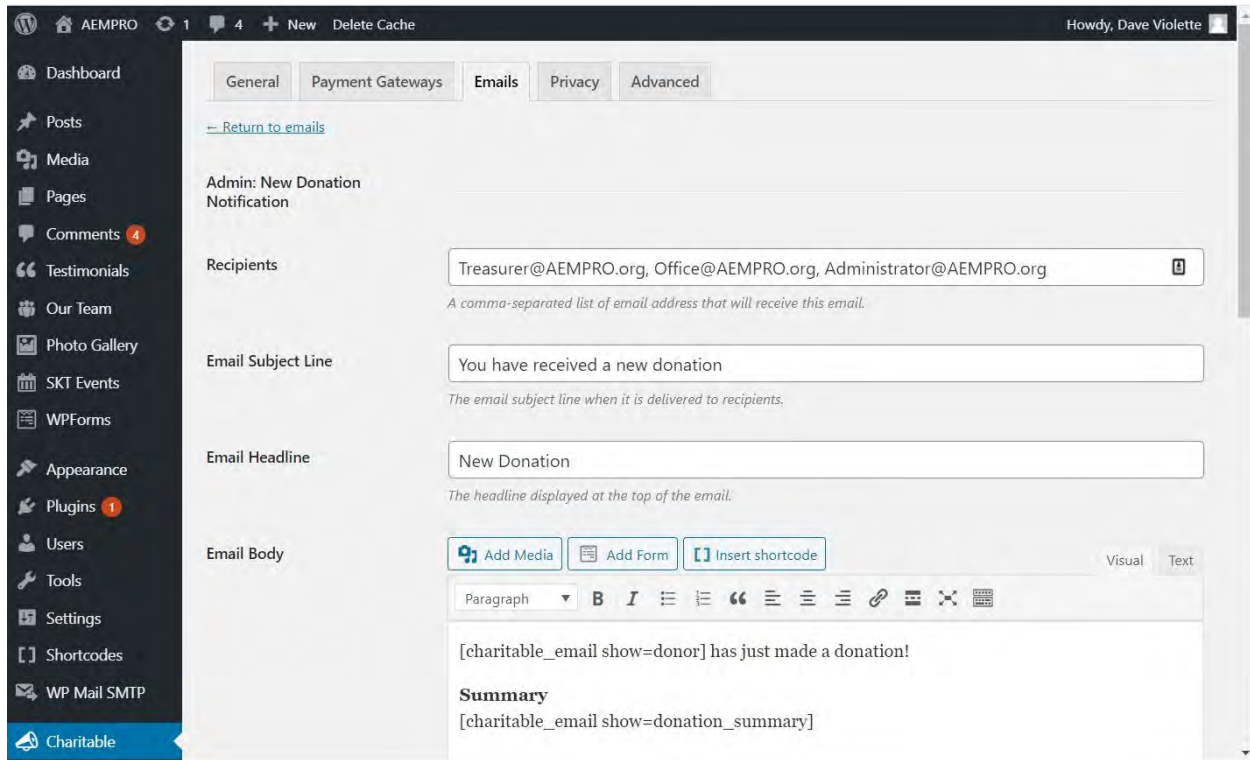 AEMPRO 1 4 New Delete Cache Howdy, Dave Violette
Dashboard
Posts
Media
Pages
Comments 4
Testimonials
Our Team
Photo Gallery
SKT Events
WPForms
Appearance
Plugins 1
Users
Tools
Settings
Shortcodes
WP Mail SMTP
Charitable
General Payment Gateways Emails Privacy Advanced
← Return to emails
Admin: New Donation
Notification
Recipients
Treasurer@AEMPRO.org, Office@AEMPRO.org, Administrator@AEMPRO.org
A comma-separated list of email address that will receive this email.
Email Subject Line
You have received a new donation
The email subject line when it is delivered to recipients.
Email Headline
New Donation
The headline displayed at the top of the email.
Email Body
Add Media Add Form Insert shortcode Visual Text
Paragraph B I
[charitable_email show=donor] has just made a donation!
Summary
[charitable_email show=donation_summary]